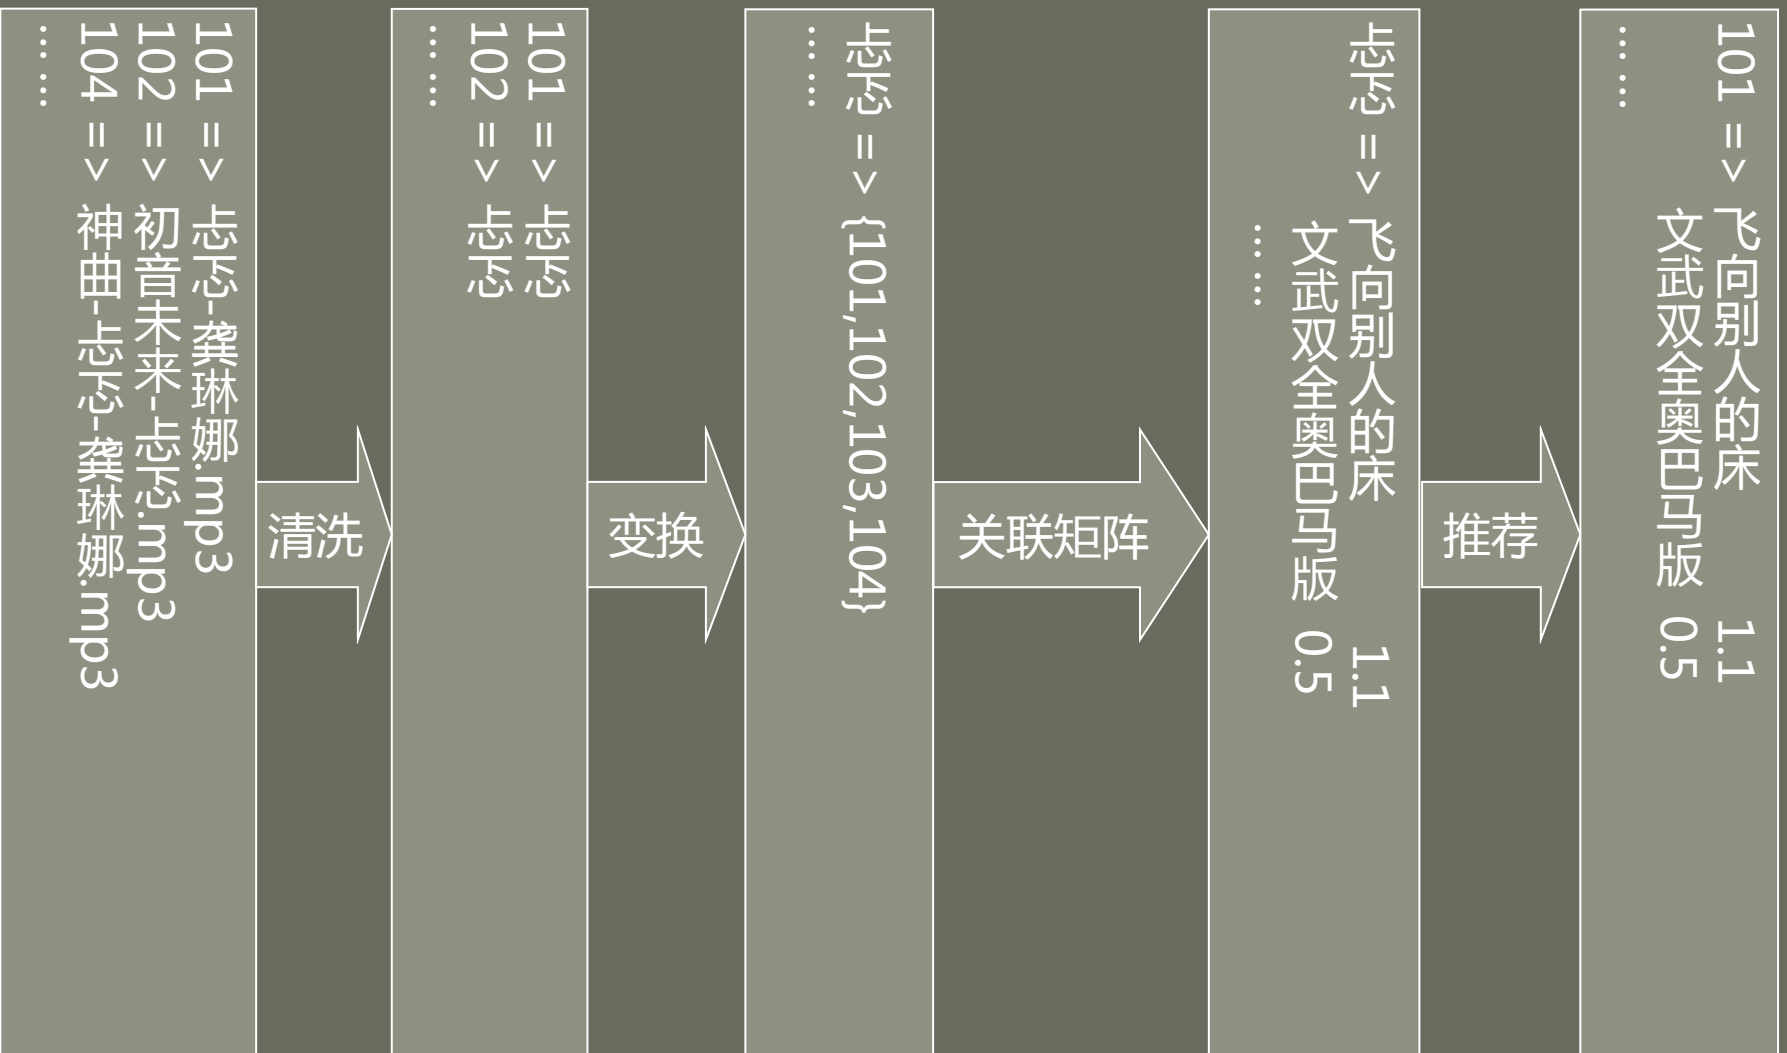 101 => 忐忑-龚琳娜.mp3
102 => 初音未来-忐忑.mp3
104 => 神曲-忐忑-龚琳娜.mp3
……
清洗
101 => 忐忑
102 => 忐忑
……
变换
忐忑 => {101,102,103,104}
……
关联矩阵
忐忑 => 飞向别人的床 1.1
文武双全奥巴马版 0.5
……
推荐
101 => 飞向别人的床 1.1
文武双全奥巴马版 0.5
……